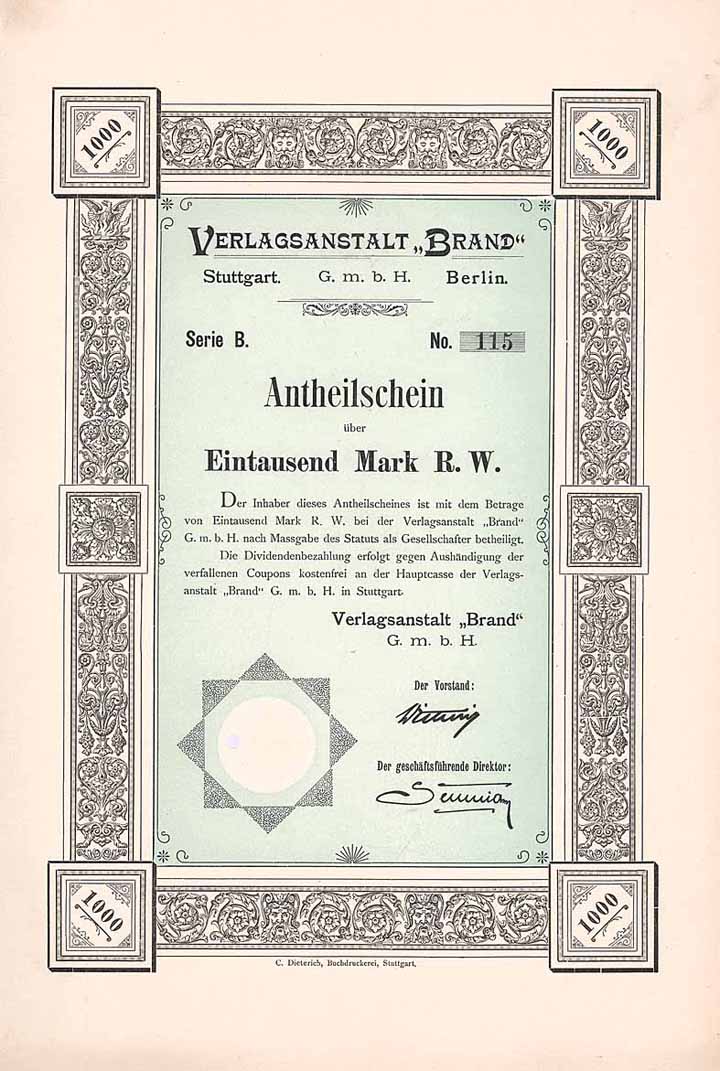 1000
1000
VERLAGSANSTALT „BRAND“
Stuttgart. G. m. b. H. Berlin.
Serie B. No. 115
Antheilschein
über
Eintausend Mark R. W.
Der Inhaber dieses Antheilscheines ist mit dem Betrage
von Eintausend Mark R. W. bei der Verlagsanstalt „Brand“
G. m. b. H. nach Massgabe des Statuts als Gesellschafter betheiligt.
Die Dividendenbezahlung erfolgt gegen Aushändigung der
verfallenen Coupons kostenfrei an der Hauptcasse der Verlags-
anstalt „Brand“ G. m. b. H. in Stuttgart.
Verlagsanstalt „Brand“
G. m. b. H.
Der Vorstand:
Der geschäftsführende Direktor:
1000
1000
C. Dieterich, Buchdruckerei, Stuttgart.